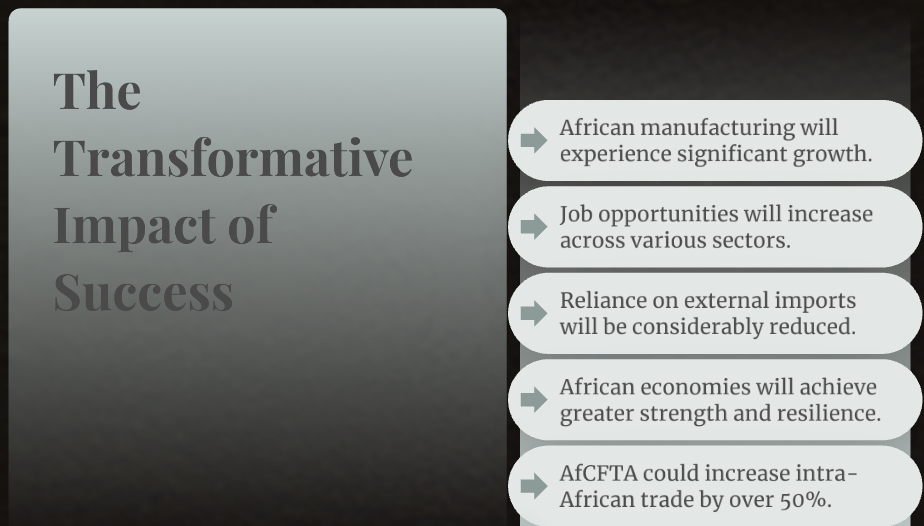 The
Transformative
Impact of
Success
African manufacturing will
experience significant growth.
Job opportunities will increase
across various sectors.
Reliance on external imports
will be considerably reduced.
African economies will achieve
greater strength and resilience.
AfCFTA could increase intra-
African trade by over 50%.